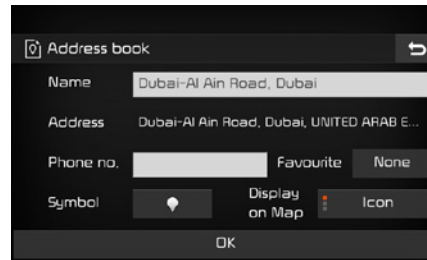 Address book
Name Dubai-Al Ain Road, Dubai
Address Dubai-Al Ain Road, Dubai, UNITED ARAB E...
Phone no. Favourite None
Symbol Display on Map Icon
OK